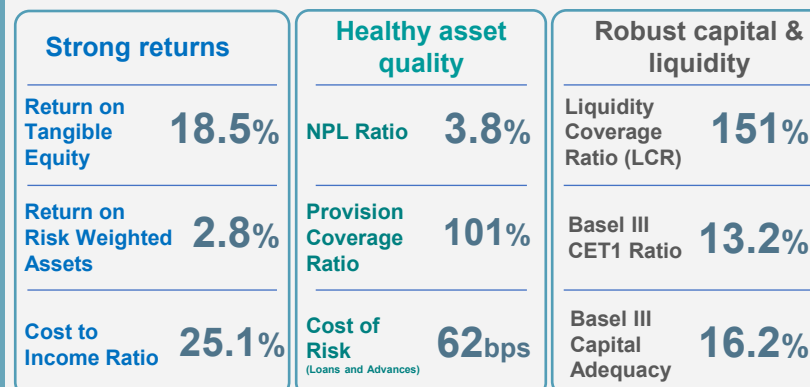 Strong returns
Return on
Tangible
Equity
18.5%
Return on
Risk Weighted
Assets
2.8%
Cost to
Income Ratio
25.1%
Healthy asset
quality
NPL Ratio
3.8%
Provision
Coverage
Ratio
101%
Cost of
Risk
(Loans and Advances)
62bps
Robust capital &
liquidity
Liquidity
Coverage
Ratio (LCR)
151%
Basel III
CET1 Ratio
13.2%
Basel III
Capital
Adequacy
16.2%